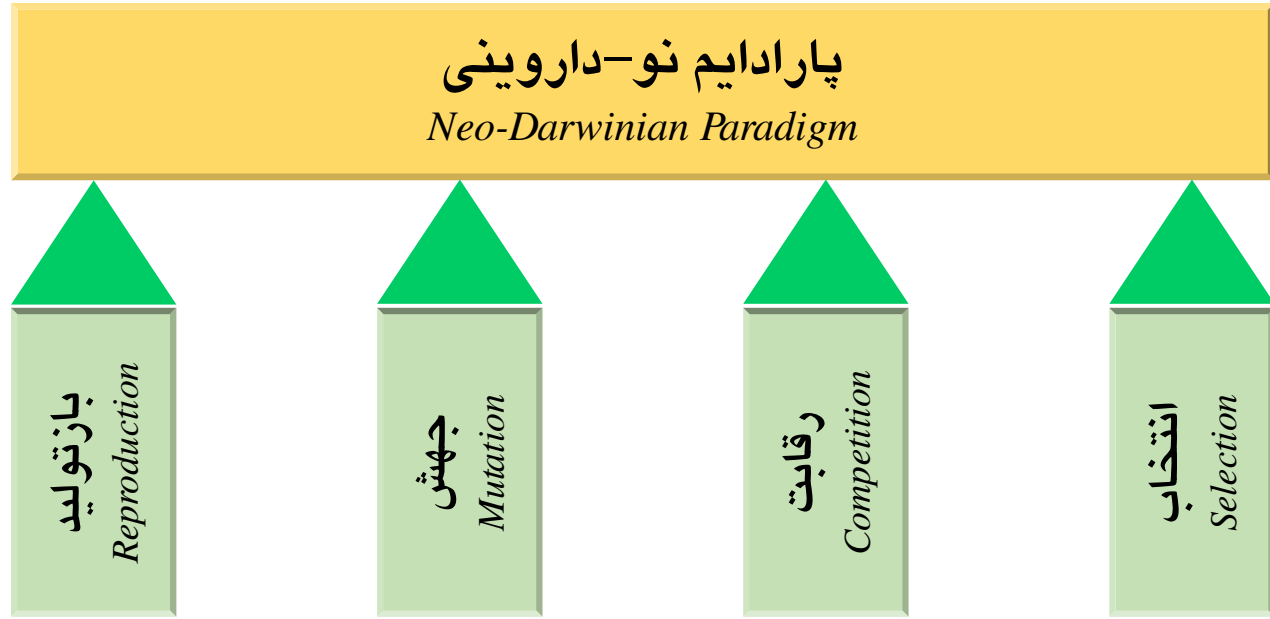 پارادایم نو-داروینی
Neo-Darwinian Paradigm
بازتولید
Reproduction
جهش
Mutation
رقابت
Competition
انتخاب
Selection